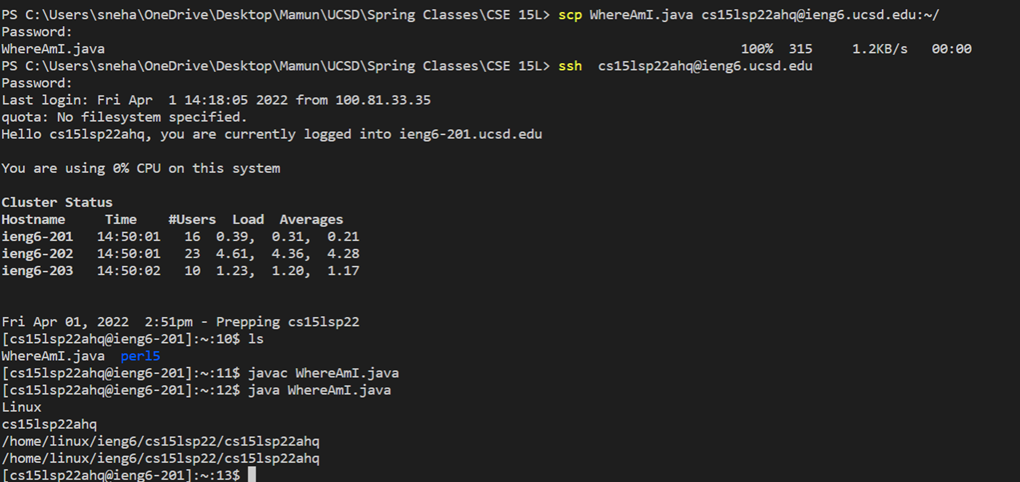 PS C:\Users\sneha\OneDrive\Desktop\Mamun\UCSD\Spring Classes\CSE 15L> scp WhereAmI.java cs15lsp22ahq@ieng6.ucsd.edu:~/
Password:
WhereAmI.java 100% 315 1.2KB/s 00:00
PS C:\Users\sneha\OneDrive\Desktop\Mamun\UCSD\Spring Classes\CSE 15L> ssh  cs15lsp22ahq@ieng6.ucsd.edu
Password:
Last login: Fri Apr  1 14:18:05 2022 from 100.81.33.35
quota: No filesystem specified.
Hello cs15lsp22ahq, you are currently logged into ieng6-201.ucsd.edu
You are using 0% CPU on this system
Cluster Status
Hostname     Time    #Users  Load  Averages
ieng6-201   14:50:01   16  0.39,  0.31,  0.21
ieng6-202   14:50:01   23  4.61,  4.36,  4.28
ieng6-203   14:50:02   10  1.23,  1.20,  1.17
Fri Apr 01, 2022  2:51pm - Prepping cs15lsp22
[cs15lsp22ahq@ieng6-201]:~:10$ ls
WhereAmI.java  perl5
[cs15lsp22ahq@ieng6-201]:~:11$ javac WhereAmI.java
[cs15lsp22ahq@ieng6-201]:~:12$ java WhereAmI.java
Linux
cs15lsp22ahq
/home/linux/ieng6/cs15lsp22/cs15lsp22ahq
/home/linux/ieng6/cs15lsp22/cs15lsp22ahq
[cs15lsp22ahq@ieng6-201]:~:13$